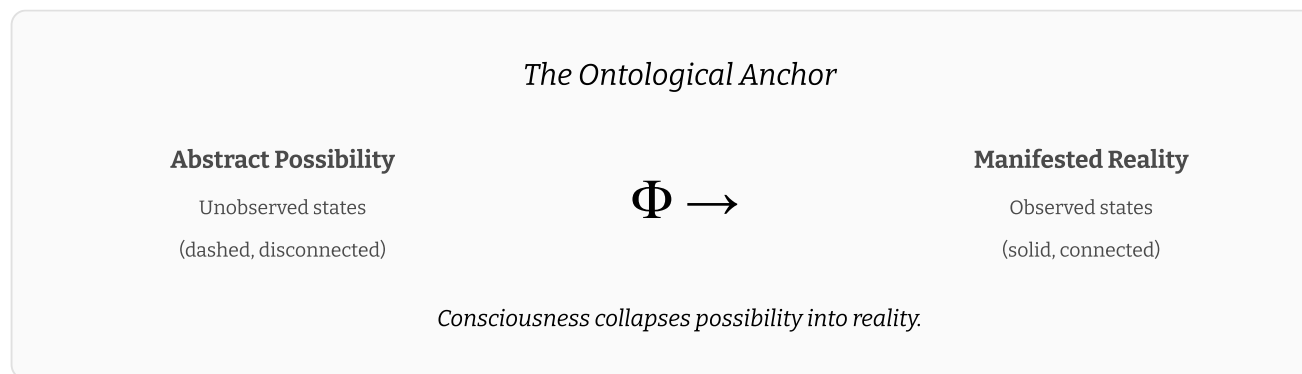 The Ontological Anchor
Abstract Possibility
Unobserved states
(dashed, disconnected)
Φ →
Manifested Reality
Observed states
(solid, connected)
Consciousness collapses possibility into reality.